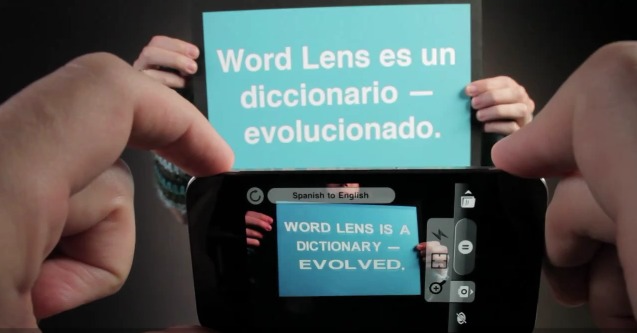 Word Lens es un
diccionario —
evolucionado.
Spanish to English
WORD LENS IS A
DICTIONARY —
EVOLVED.